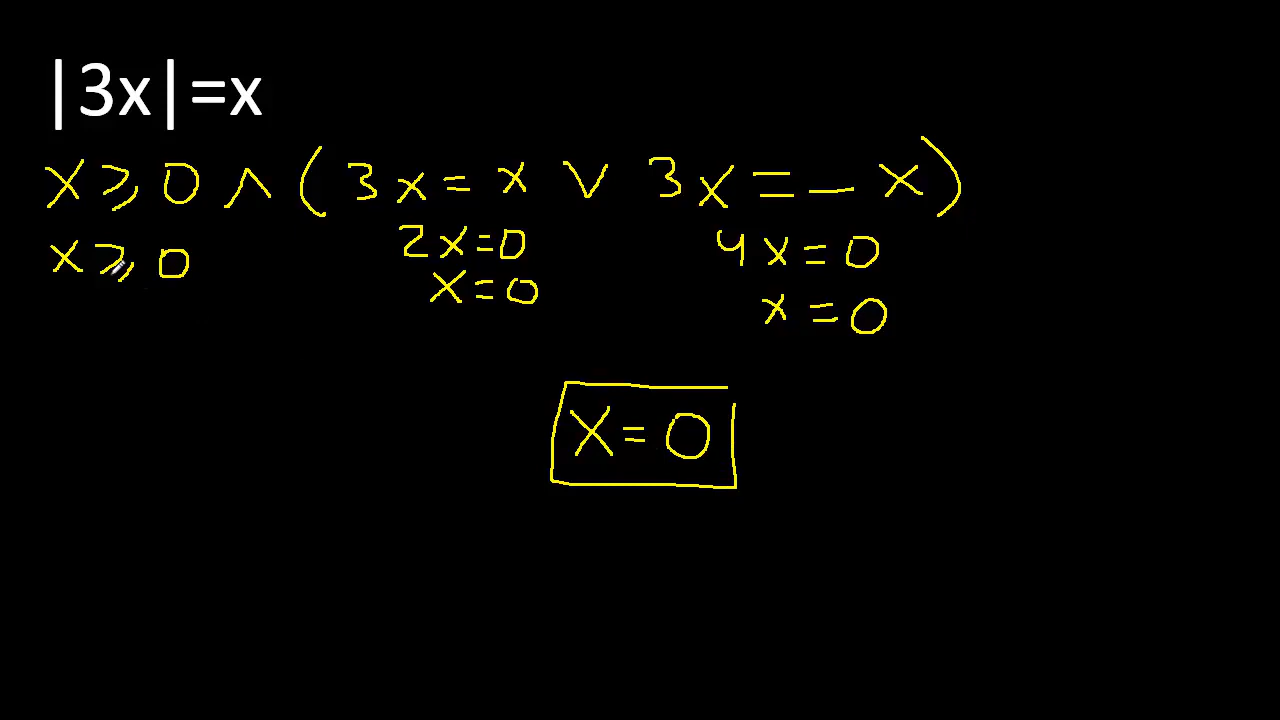 |3x|=x
x ⩾ 0 ∧ (3x = x ∨ 3x = - x)
x ⩾ 0 2x = 0 4x = 0
x = 0 x = 0
x = 0